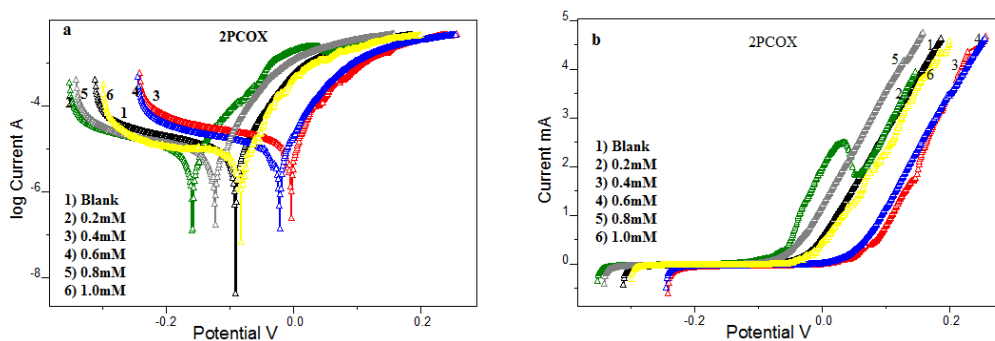 a
2PCOX
log Current A
-4
-6
-8
2 5 6 1 4 3
1) Blank
2) 0.2mM
3) 0.4mM
4) 0.6mM
5) 0.8mM
6) 1.0mM
-0.2 0.0 0.2
Potential V
b
2PCOX
Current mA
5
4
3
2
1
0
5 1 4
2 6 3
1) Blank
2) 0.2mM
3) 0.4mM
4) 0.6mM
5) 0.8mM
6) 1.0mM
-0.2 0.0 0.2
Potential V